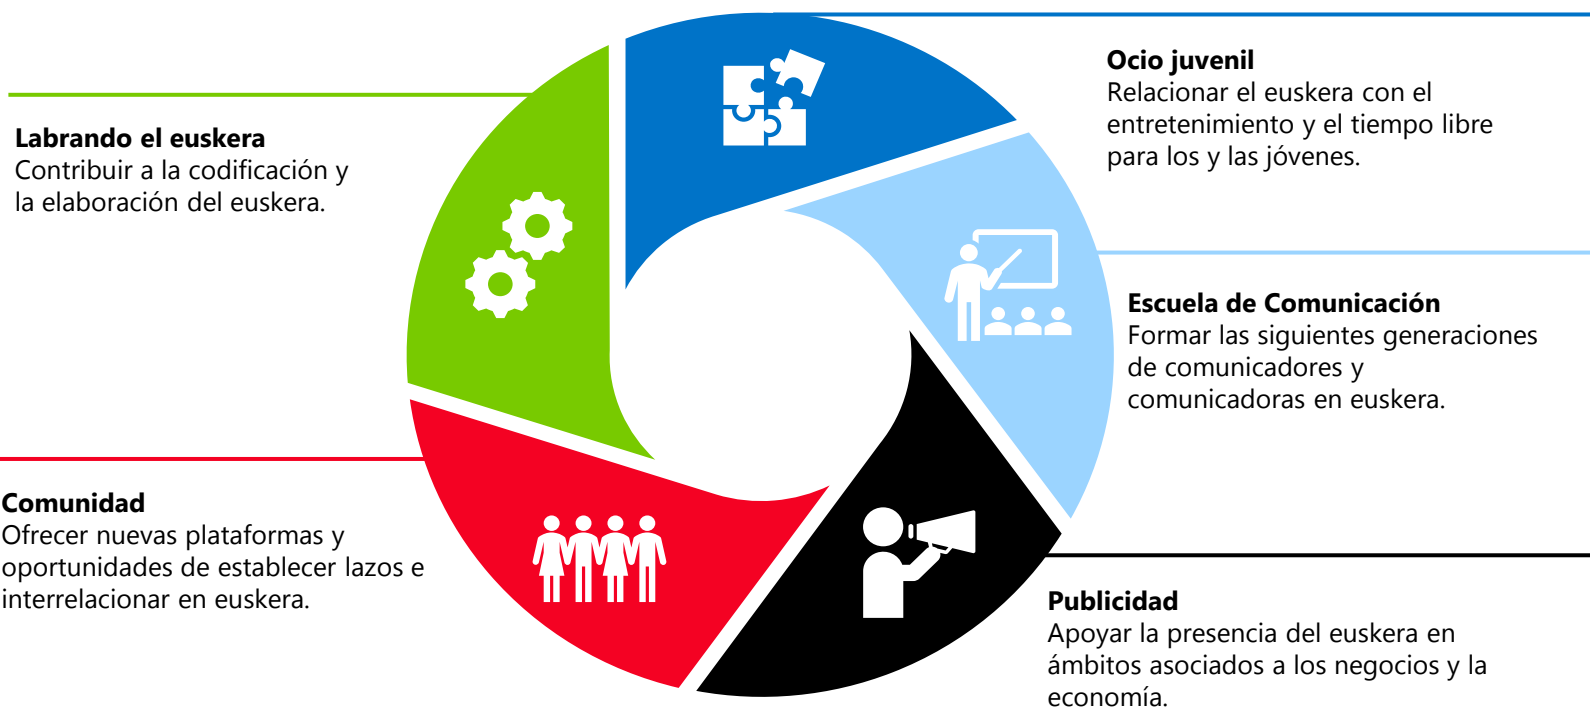 Labrando el euskera
Contribuir a la codificación y
la elaboración del euskera.
Comunidad
Ofrecer nuevas plataformas y
oportunidades de establecer lazos e
interrelacionar en euskera.
Ocio juvenil
Relacionar el euskera con el
entretenimiento y el tiempo libre
para los y las jóvenes.
Escuela de Comunicación
Formar las siguientes generaciones
de comunicadores y
comunicadoras en euskera.
Publicidad
Apoyar la presencia del euskera en
ámbitos asociados a los negocios y la
economía.